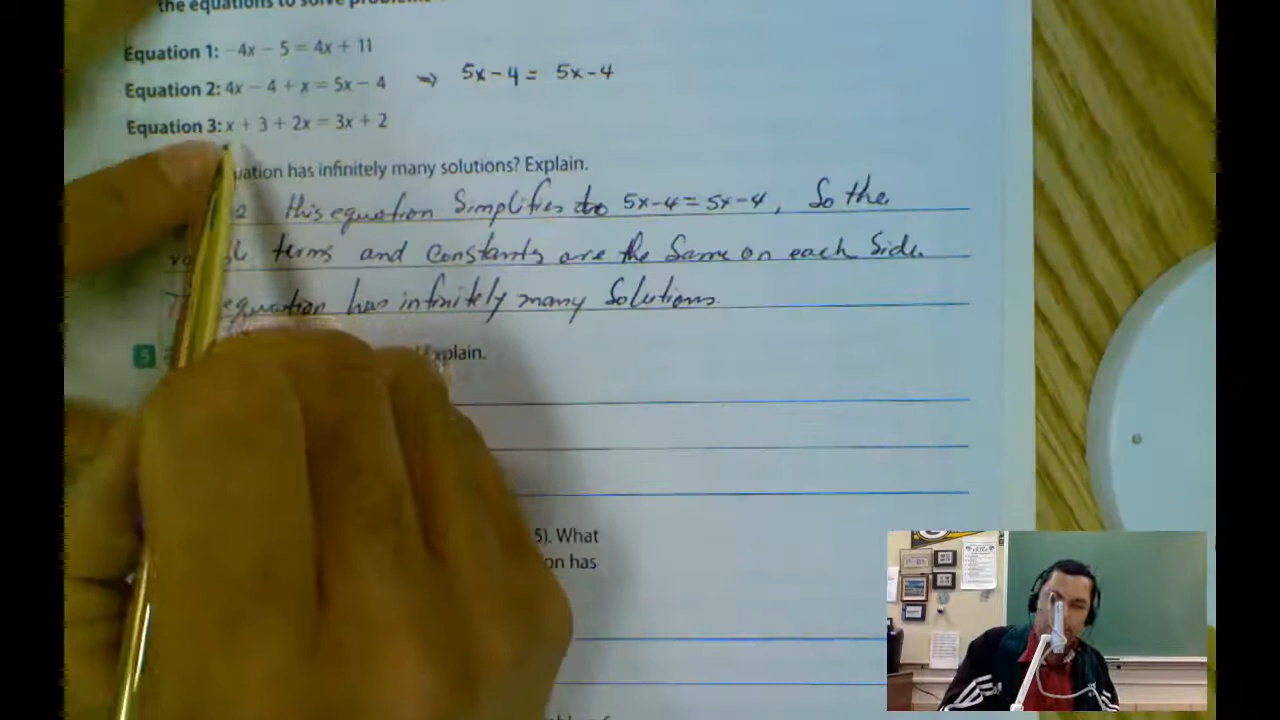 the equations to solve problems
Equation 1: −4x − 5 = 4x + 11
Equation 2: 4x − 4 + x = 5x − 4 ⇒ 5x − 4 = 5x − 4
Equation 3: x + 3 + 2x = 3x + 2
uation has infinitely many solutions? Explain.
2 this equation Simplifies to 5x−4 = 5x−4, So the
terms and constants are the Same on each Side.
equation has infinitely many Solutions.
5 xplain.
5). What
on has